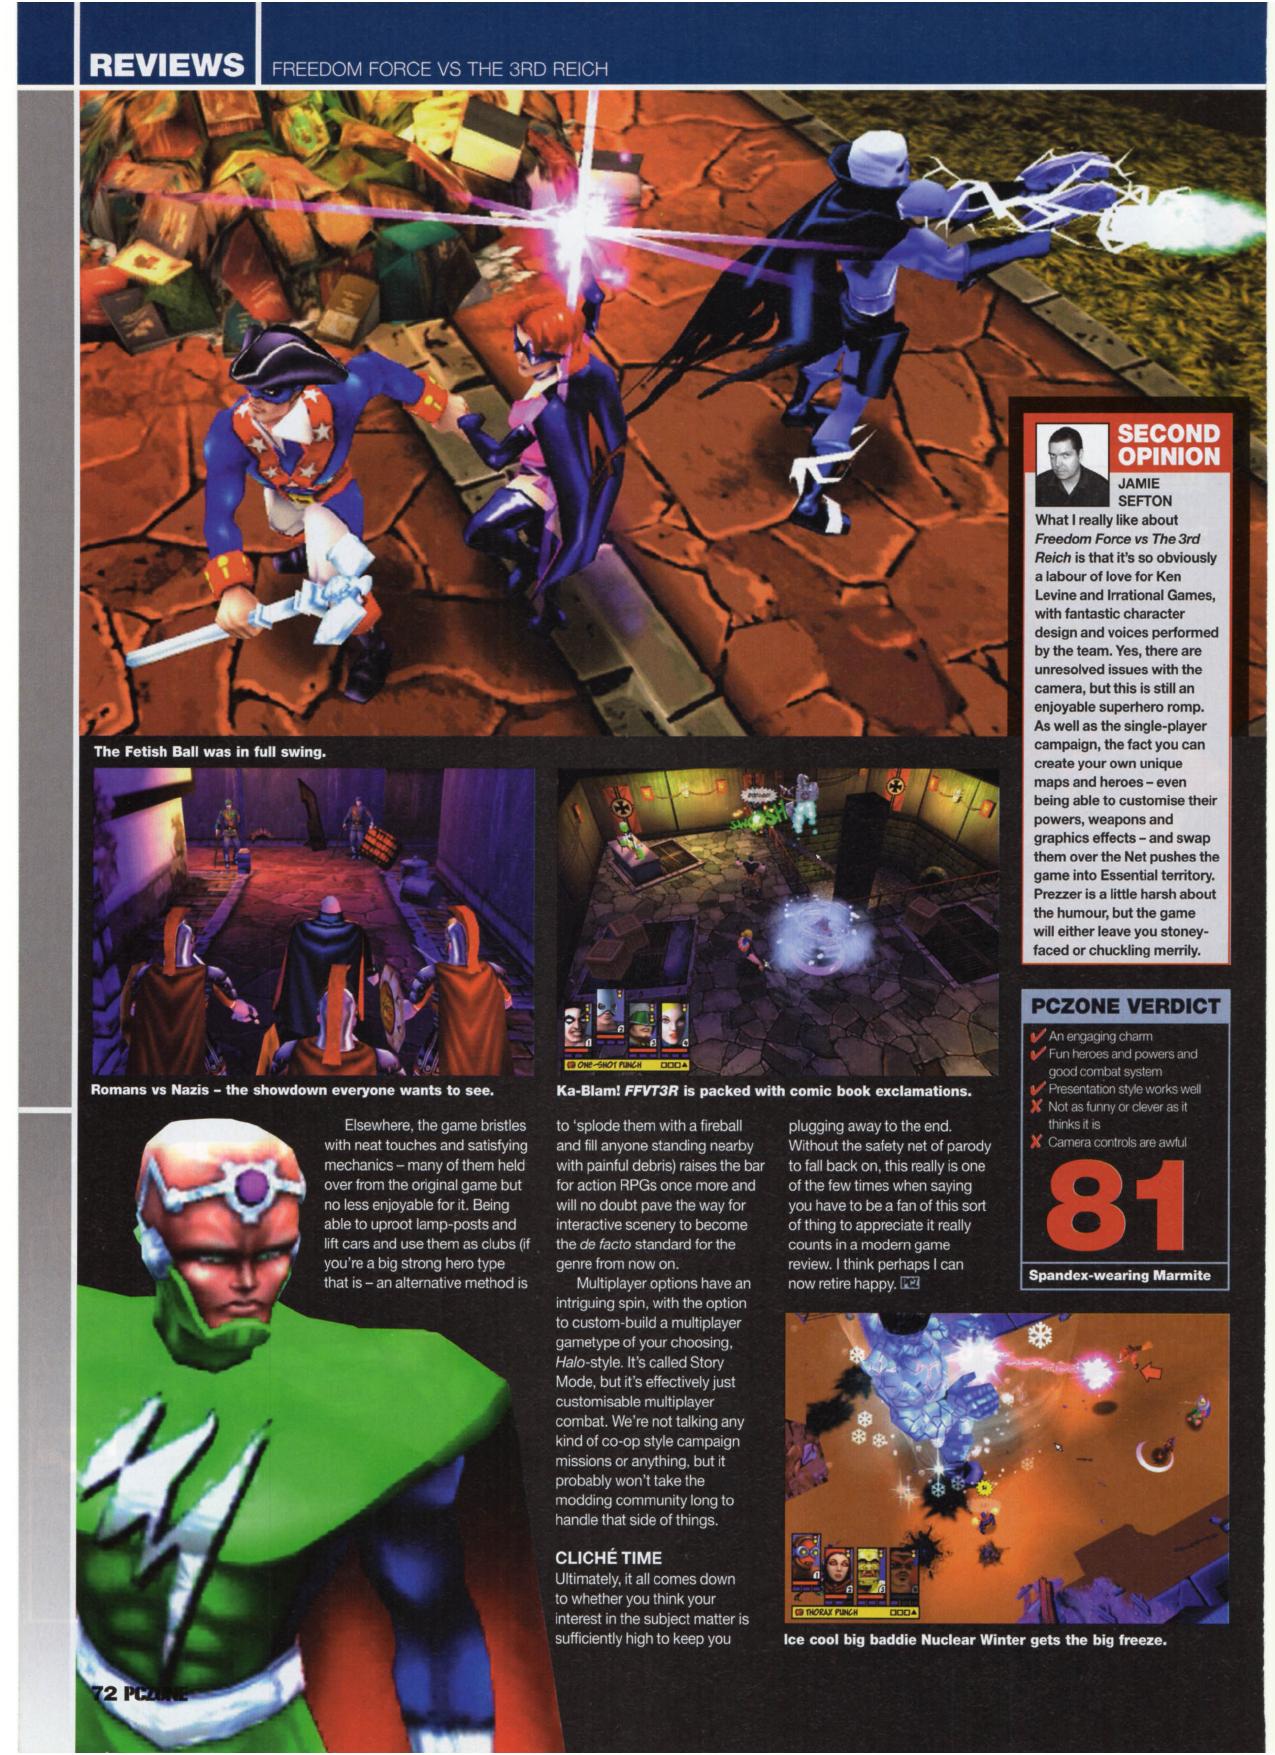 REVIEWS
FREEDOM FORCE VS THE 3RD REICH
The Fetish Ball was in full swing.
SECOND
OPINION
JAMIE
SEFTON
What I really like about
Freedom Force vs The 3rd
Reich is that it's so obviously
a labour of love for Ken
Levine and Irrational Games,
with fantastic character
design and voices performed
by the team. Yes, there are
unresolved issues with the
camera, but this is still an
enjoyable superhero romp.
As well as the single-player
campaign, the fact you can
create your own unique
maps and heroes – even
being able to customise their
powers, weapons and
graphics effects – and swap
them over the Net pushes the
game into Essential territory.
Prezzer is a little harsh about
the humour, but the game
will either leave you stoney-
faced or chuckling merrily.
ONE-SHOT PUNCH
Romans vs Nazis – the showdown everyone wants to see.
Ka-Blam! FFVT3R is packed with comic book exclamations.
PCZONE VERDICT
An engaging charm
Fun heroes and powers and
good combat system
Presentation style works well
Not as funny or clever as it
thinks it is
Camera controls are awful
81
Spandex-wearing Marmite
Elsewhere, the game bristles
with neat touches and satisfying
mechanics – many of them held
over from the original game but
no less enjoyable for it. Being
able to uproot lamp-posts and
lift cars and use them as clubs (if
you're a big strong hero type
that is – an alternative method is
to 'splode them with a fireball
and fill anyone standing nearby
with painful debris) raises the bar
for action RPGs once more and
will no doubt pave the way for
interactive scenery to become
the de facto standard for the
genre from now on.
Multiplayer options have an
intriguing spin, with the option
to custom-build a multiplayer
gametype of your choosing,
Halo-style. It's called Story
Mode, but it's effectively just
customisable multiplayer
combat. We're not talking any
kind of co-op style campaign
missions or anything, but it
probably won't take the
modding community long to
handle that side of things.
CLICHÉ TIME
Ultimately, it all comes down
to whether you think your
interest in the subject matter is
sufficiently high to keep you
plugging away to the end.
Without the safety net of parody
to fall back on, this really is one
of the few times when saying
you have to be a fan of this sort
of thing to appreciate it really
counts in a modern game
review. I think perhaps I can
now retire happy. PCZ
THORAX PUNCH
Ice cool big baddie Nuclear Winter gets the big freeze.
72 PCZONE